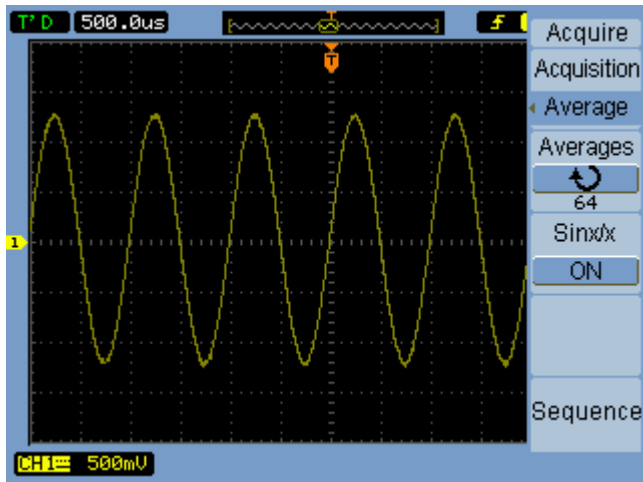 T'D 500.0us
T
T
Acquire
Acquisition
Average
Averages
64
Sinx/x
ON
Sequence
1
CH1 500mV